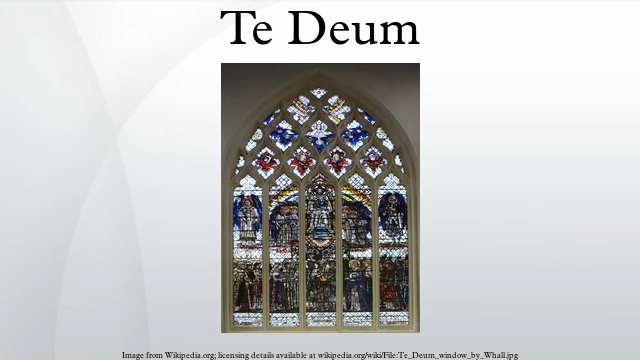 Te Deum
Image from Wikipedia.org; licensing details available at wikipedia.org/wiki/File:Te_Deum_window_by_Whall.jpg